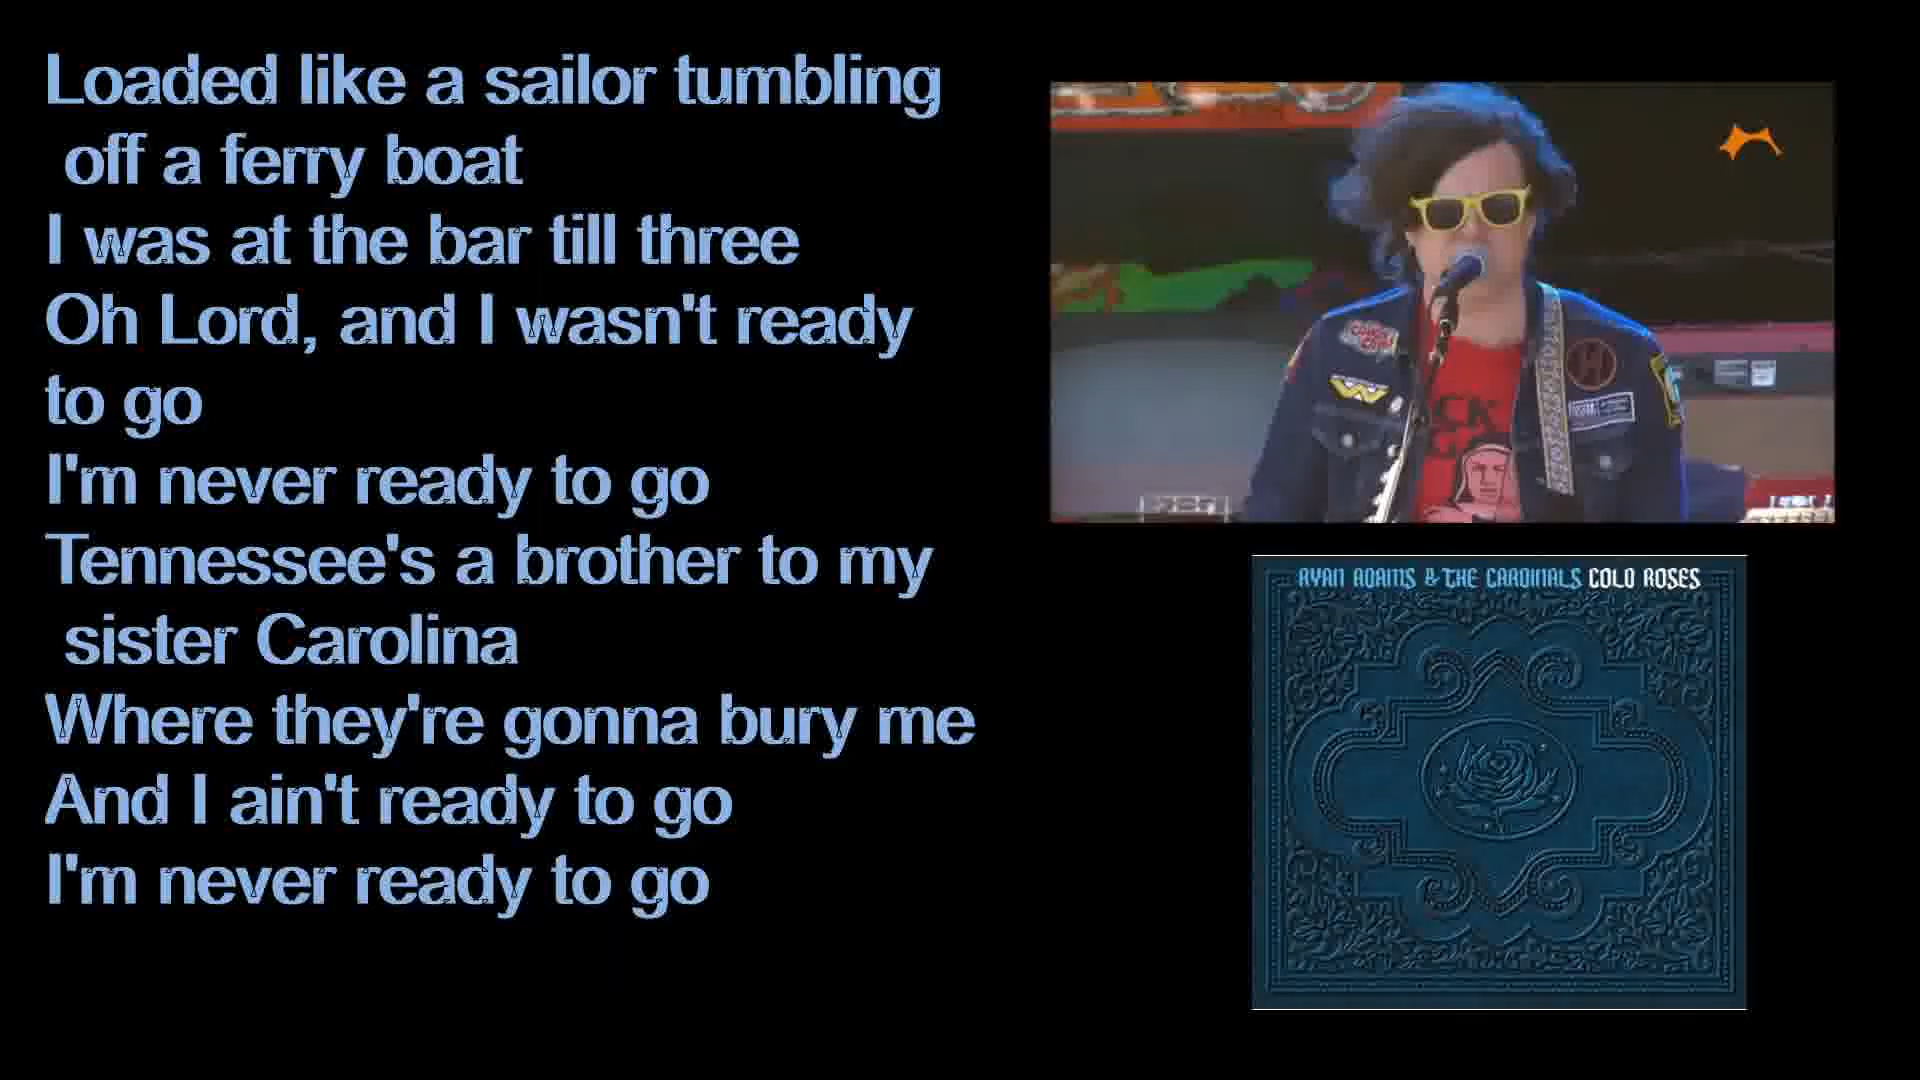 Loaded like a sailor tumbling
off a ferry boat
I was at the bar till three
Oh Lord, and I wasn't ready
to go
I'm never ready to go
Tennessee's a brother to my
sister Carolina
Where they're gonna bury me
And I ain't ready to go
I'm never ready to go
RYAN ADAMS & THE CARDINALS COLD ROSES